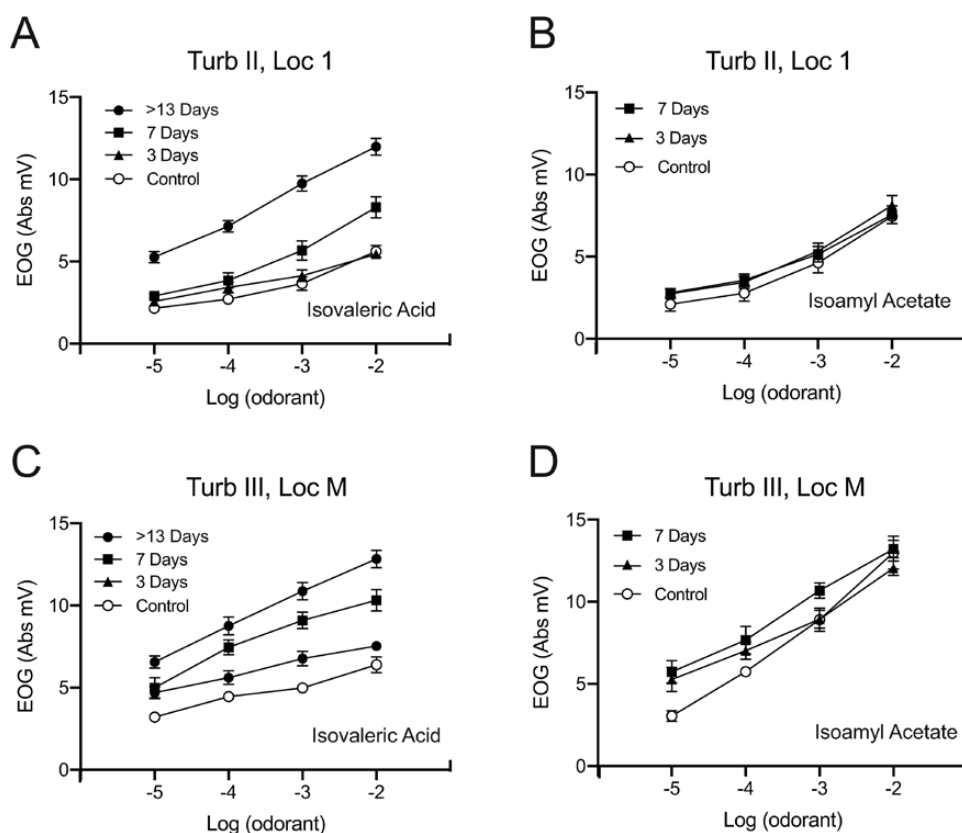 A
Turb II, Loc 1
>13 Days
7 Days
3 Days
Control
15
10
5
0
EOG (Abs mV)
Isovaleric Acid
-5 -4 -3 -2
Log (odorant)
B
Turb II, Loc 1
7 Days
3 Days
Control
15
10
5
0
EOG (Abs mV)
Isoamyl Acetate
-5 -4 -3 -2
Log (odorant)
C
Turb III, Loc M
>13 Days
7 Days
3 Days
Control
15
10
5
0
EOG (Abs mV)
Isovaleric Acid
-5 -4 -3 -2
Log (odorant)
D
Turb III, Loc M
7 Days
3 Days
Control
15
10
5
0
EOG (Abs mV)
Isoamyl Acetate
-5 -4 -3 -2
Log (odorant)